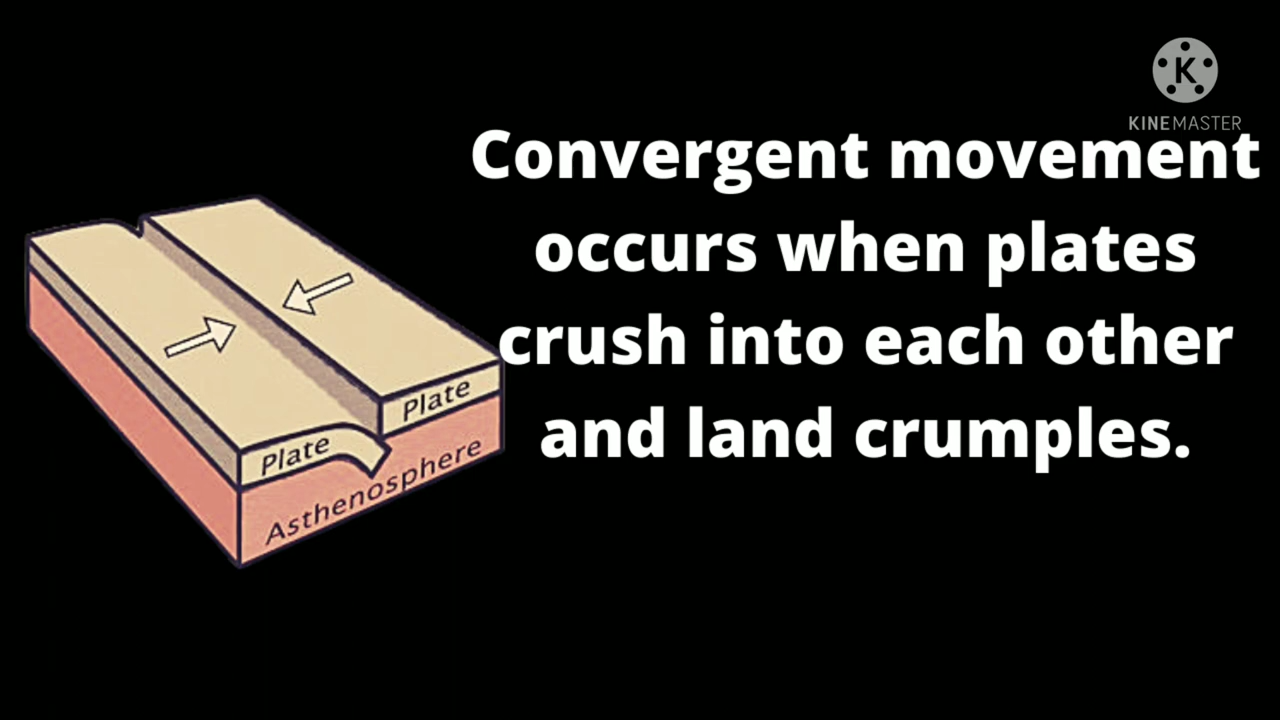 K
KINEMASTER
Convergent movement
occurs when plates
crush into each other
and land crumples.
Plate
Plate
Asthenosphere